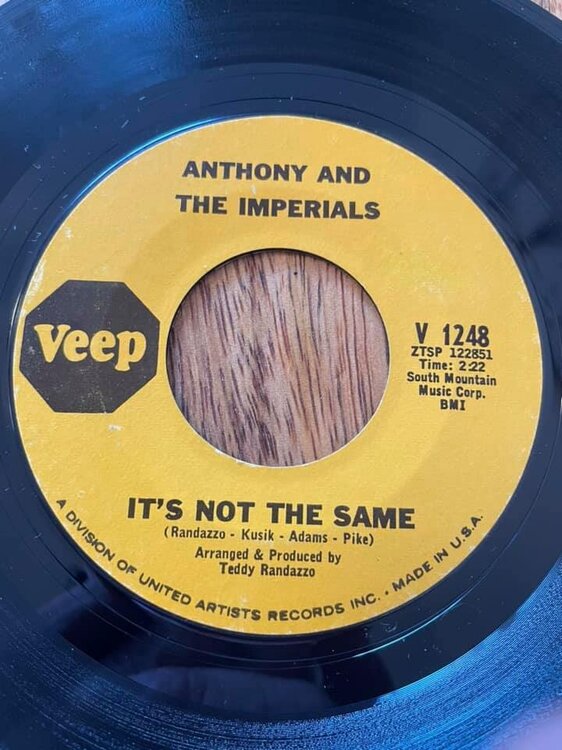 ANTHONY AND
THE IMPERIALS
Veep
V 1248
ZTSP 122851
Time: 2:22
South Mountain
Music Corp.
BMI
IT'S NOT THE SAME
(Randazzo - Kusik - Adams - Pike)
Arranged & Produced by
Teddy Randazzo
A DIVISION OF UNITED ARTISTS RECORDS INC. • MADE IN U.S.A.